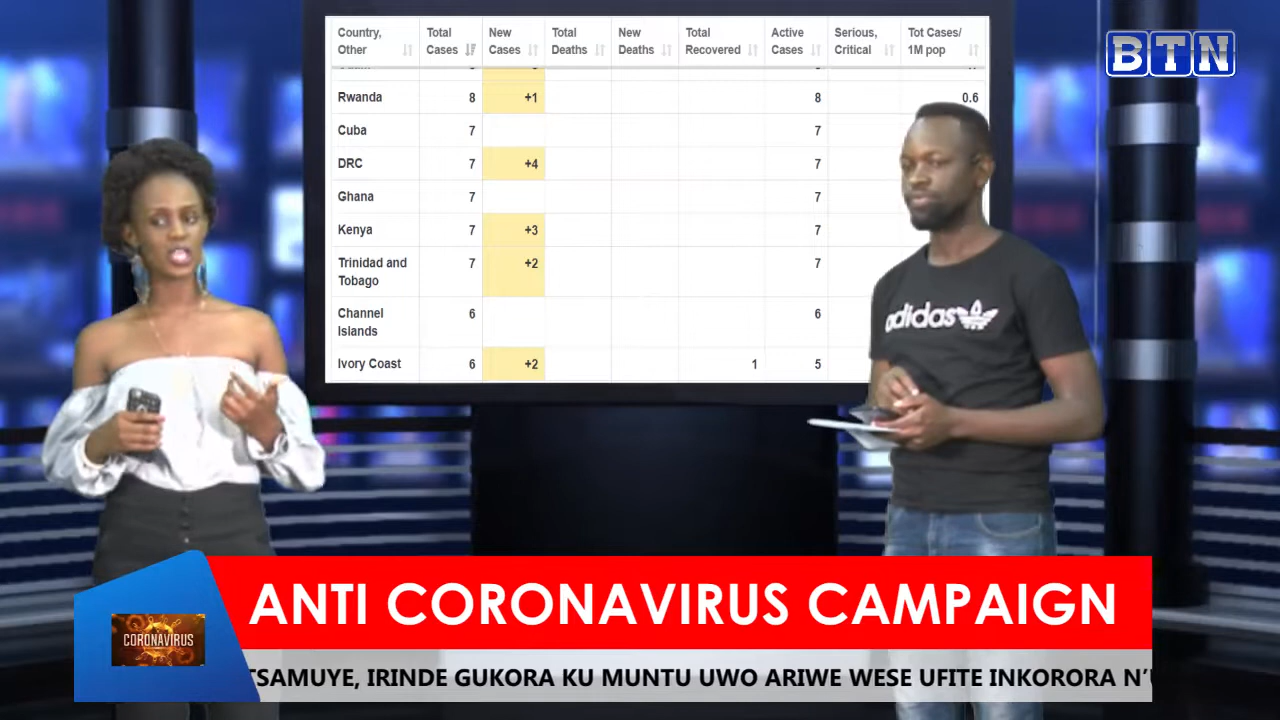 Country, Other Total Cases New Cases Total Deaths New Deaths Total Recovered Active Cases Serious, Critical Tot Cases/ 1M pop
BTN
Rwanda 8 +1 8 0.6
Cuba 7 7
DRC 7 +4 7
Ghana 7 7
Kenya 7 +3 7
Trinidad and Tobago 7 +2 7
Channel Islands 6 6
Ivory Coast 6 +2 1 5
adidas
ANTI CORONAVIRUS CAMPAIGN
CORONAVIRUS
TSAMUYE, IRINDE GUKORA KU MUNTU UWO ARIWE WESE UFITE INKORORA N'